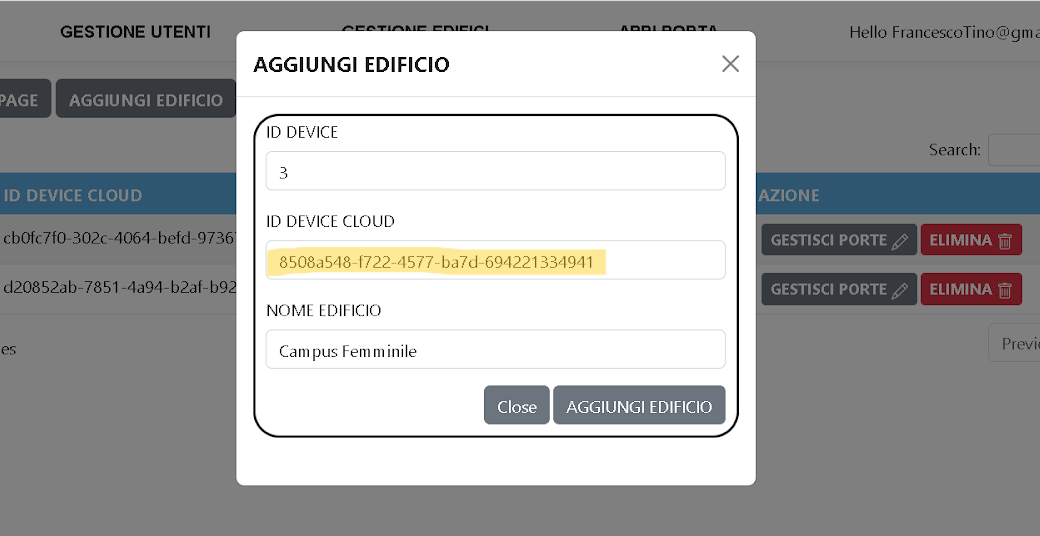 GESTIONE UTENTI GESTIONE EDIFICI APRI PORTA Hello FrancescoTino@gma
AGGIUNGI EDIFICIO
PAGE AGGIUNGI EDIFICIO
ID DEVICE
Search:
3
ID DEVICE CLOUD AZIONE
ID DEVICE CLOUD
cb0fc7f0-302c-4064-befd-97367 GESTISCI PORTE ELIMINA
8508a548-f722-4577-ba7d-694221334941
d20852ab-7851-4a94-b2af-b92 GESTISCI PORTE ELIMINA
NOME EDIFICIO
es Campus Femminile Previo
Close AGGIUNGI EDIFICIO